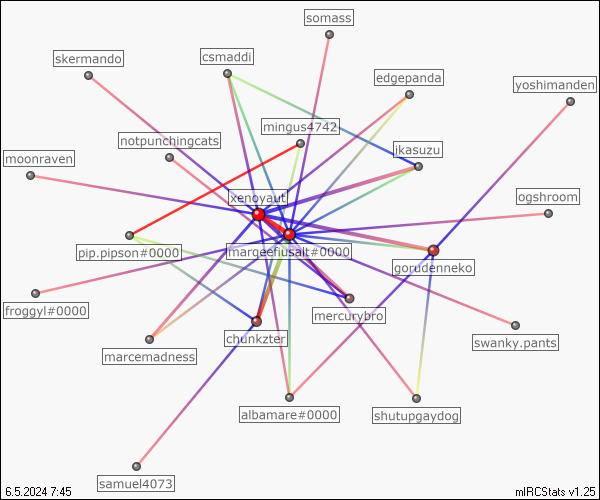 somass
skermando
csmaddi
edgepanda
yoshimanden
mingus4742
notpunchingcats
ikasuzu
moonraven
xenoyaut
ogshroom
pip.pipson#0000
imarqeefusalt#0000
gorudenneko
froggyl#0000
mercurybro
chunkzter
marcemadness
swanky.pants
albamare#0000
shutupgaydog
samuel4073
6.5.2024 7:45
mIRCStats v1.25